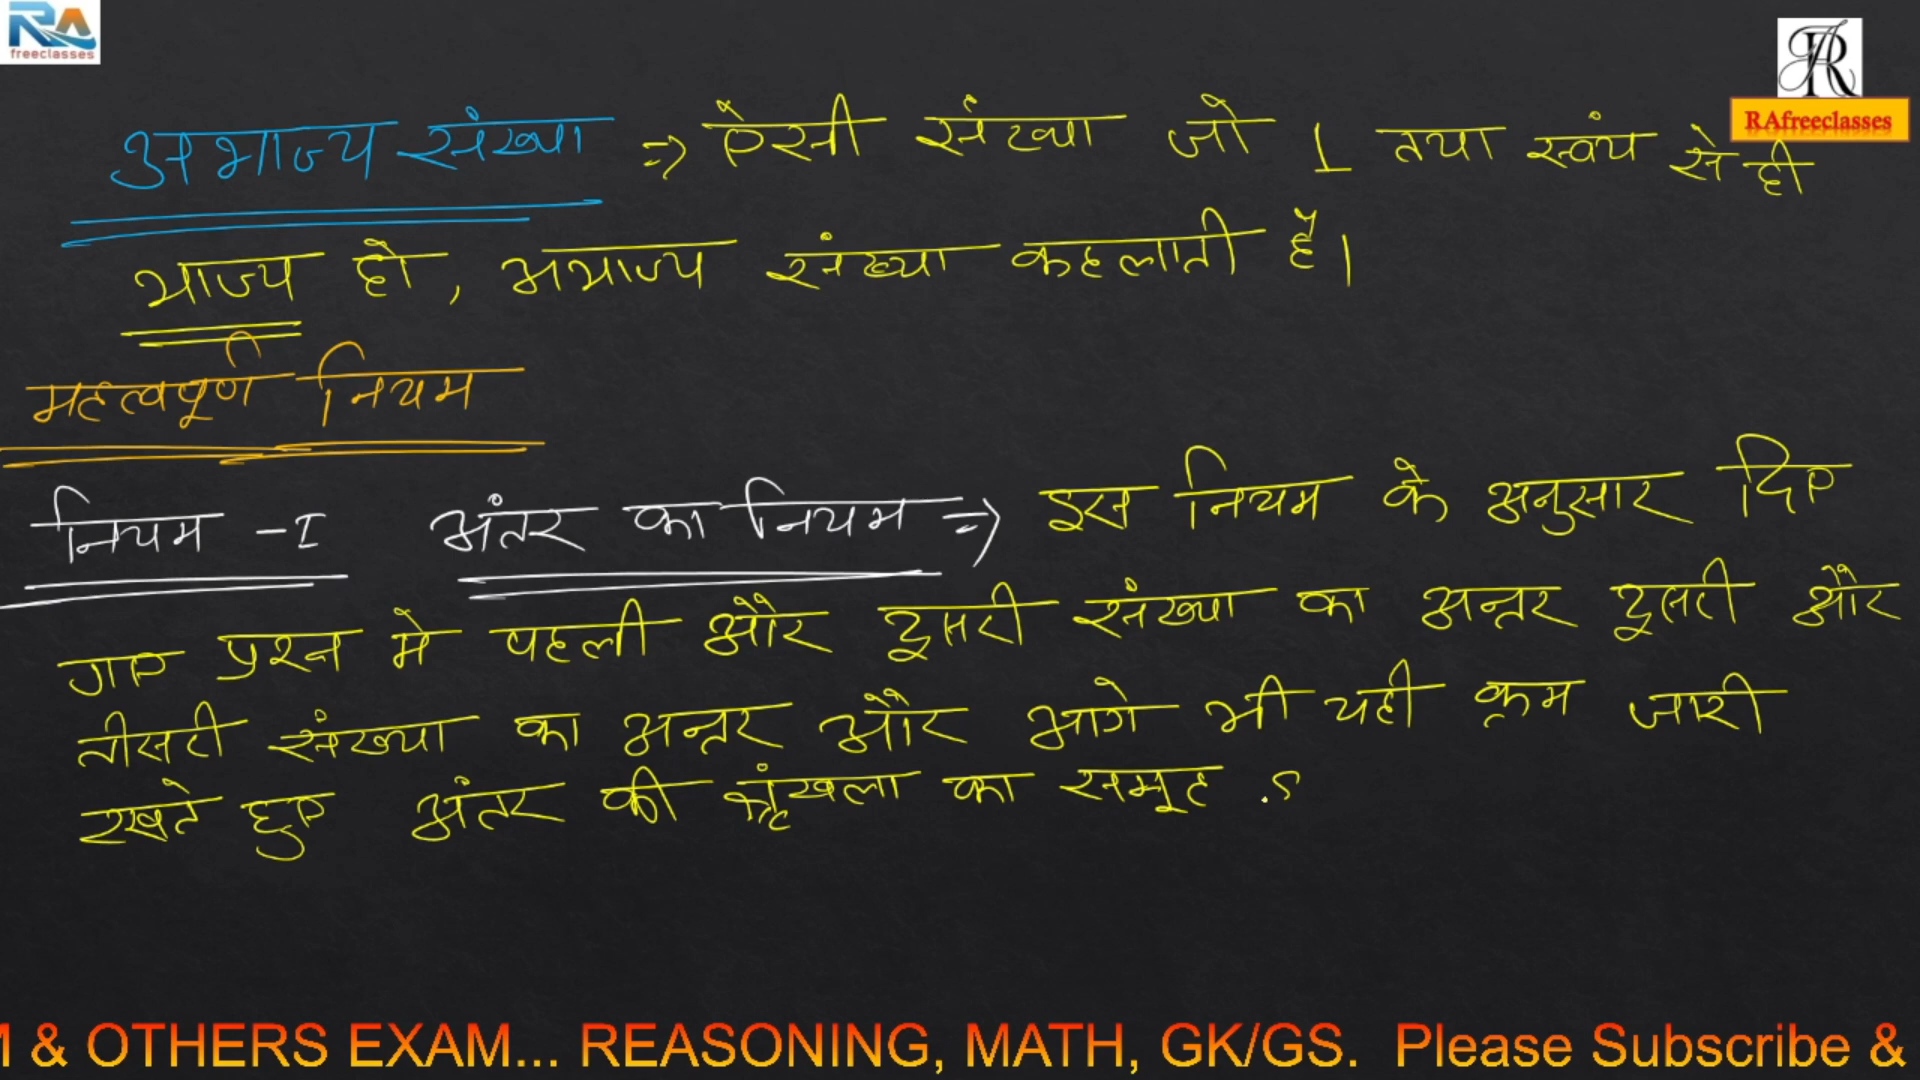 RA
freeclasses
RAfreeclasses
अभाज्य संख्या => ऐसी संख्या जो 1 तथा स्वंय से ही
भाज्य हो, अभाज्य संख्या कहलाती है।
महत्वपूर्ण नियम
नियम -I अंतर का नियम => इस नियम के अनुसार दिए
गए प्रश्न मे पहली और दुसरी संख्या का अन्तर दूसरी और
तीसरी संख्या का अन्तर और आगे भी यही क्रम जारी
रखते हुए अंतर की श्रृंखला का समूह
& OTHERS EXAM... REASONING, MATH, GK/GS. Please Subscribe &